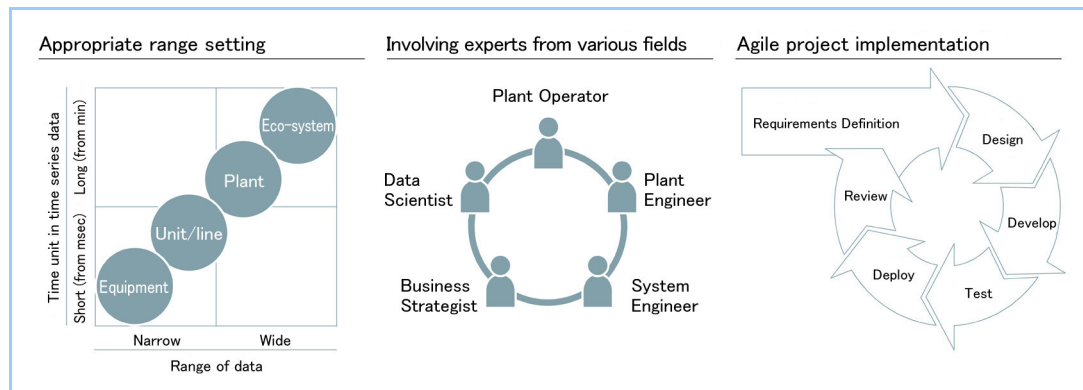 Appropriate range setting
Time unit in time series data
Long (from min)
Short (from msec)
Eco-system
Plant
Unit/line
Equipment
Narrow
Wide
Range of data
Involving experts from various fields
Plant Operator
Data
Scientist
Plant
Engineer
Business
Strategist
System
Engineer
Agile project implementation
Requirements Definition
Design
Develop
Test
Deploy
Review